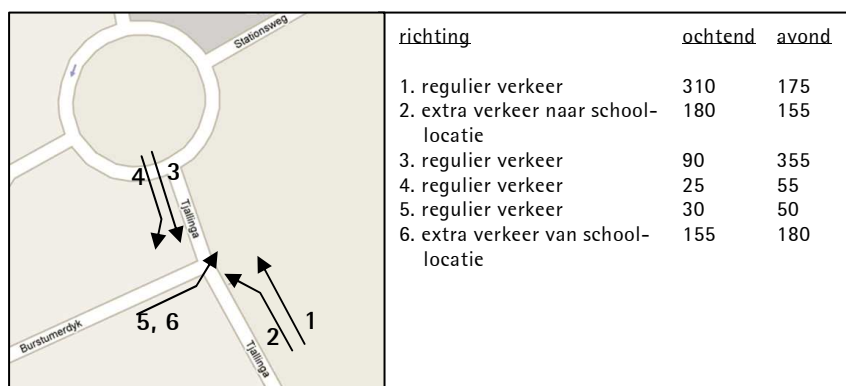 Stationsweg
4 3
Tjallinga
5, 6
2
1
Burstumerdyk
Tjallinga
richting ochtend avond
1. regulier verkeer 310 175
2. extra verkeer naar school- 180 155
locatie
3. regulier verkeer 90 355
4. regulier verkeer 25 55
5. regulier verkeer 30 50
6. extra verkeer van school- 155 180
locatie